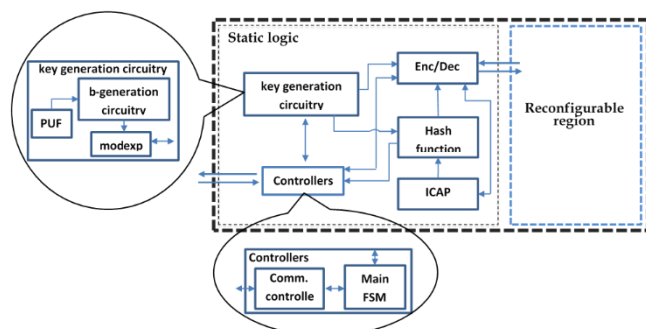 Static logic
key generation circuitry
b-generation
circuitry
PUF
modexp
key generation
circuitry
Enc/Dec
Reconfigurable
region
Hash
function
Controllers
ICAP
Controllers
Comm.
controlle
Main
FSM